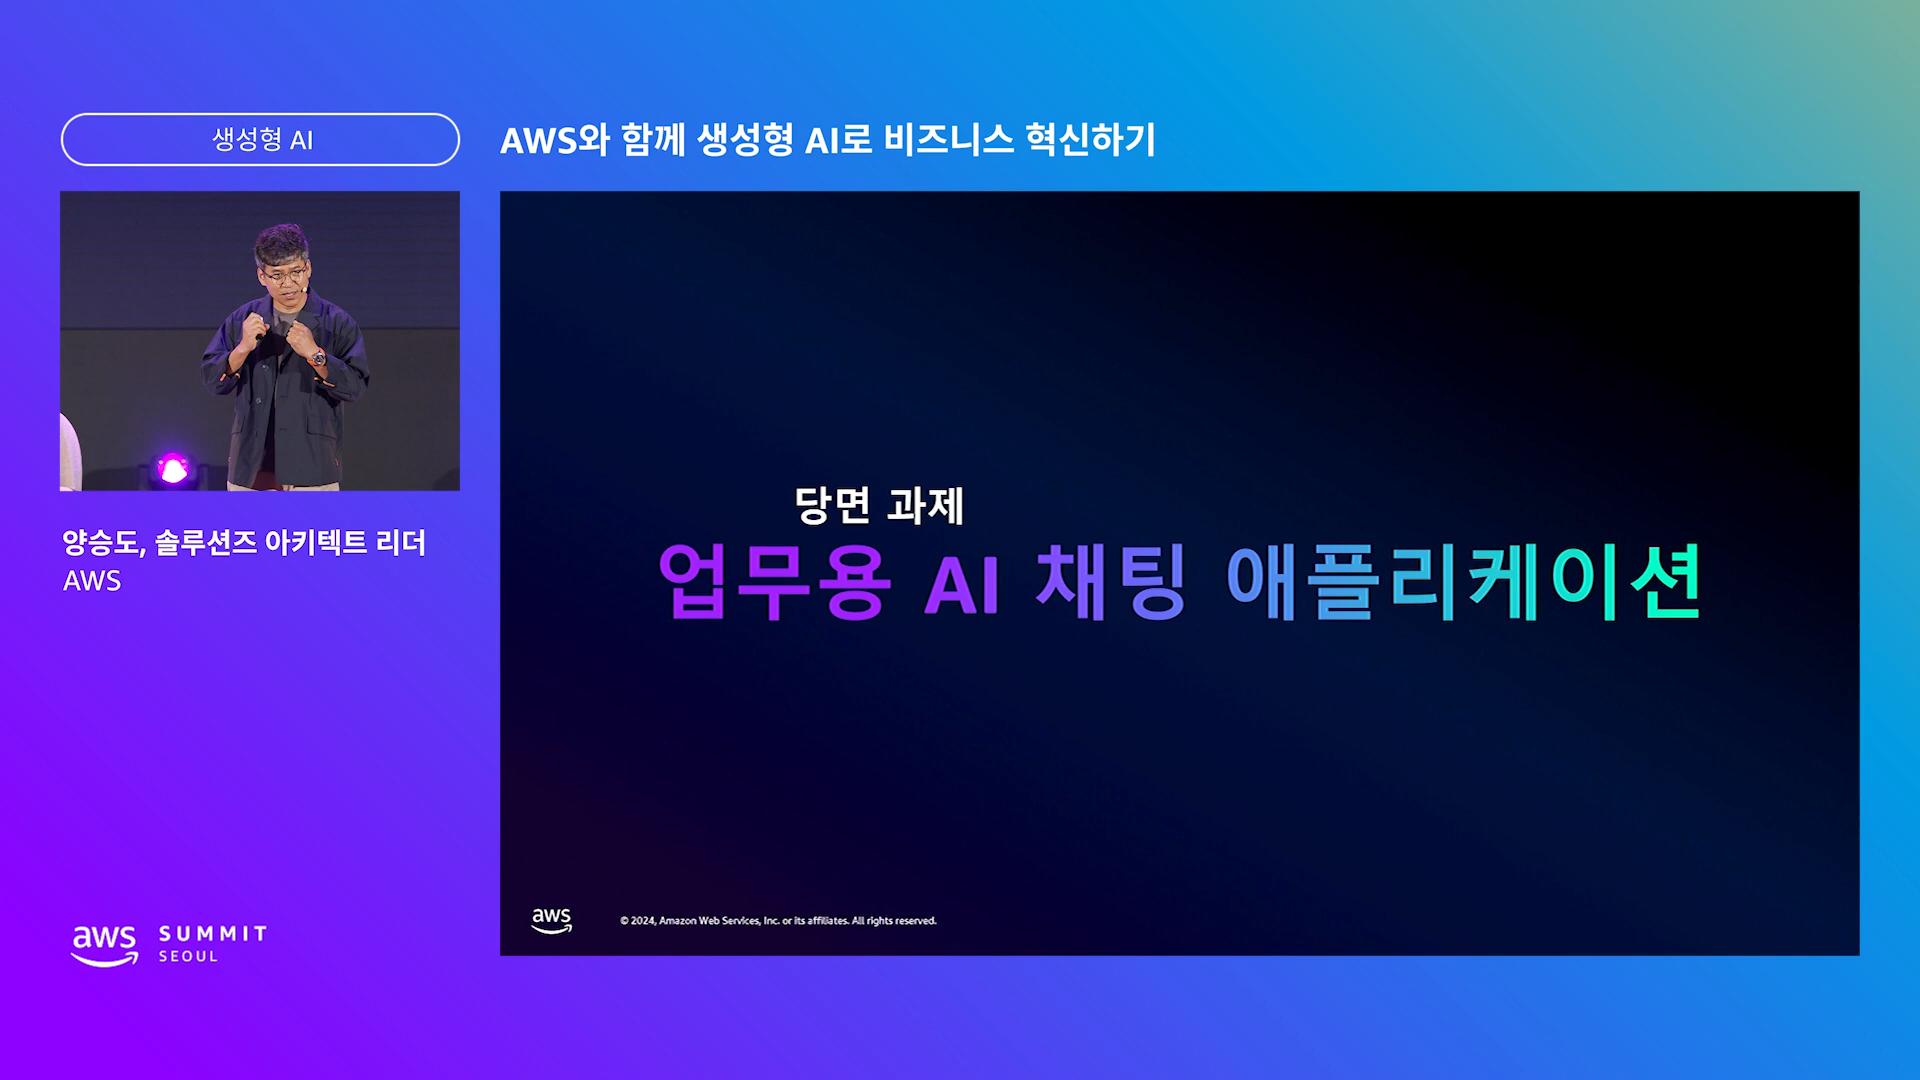 생성형 AI
AWS와 함께 생성형 AI로 비즈니스 혁신하기
양승도, 솔루션즈 아키텍트 리더
AWS
당면 과제
업무용 AI 채팅 애플리케이션
aws
© 2024, Amazon Web Services, Inc. or its affiliates. All rights reserved.
aws
SUMMIT
SEOUL